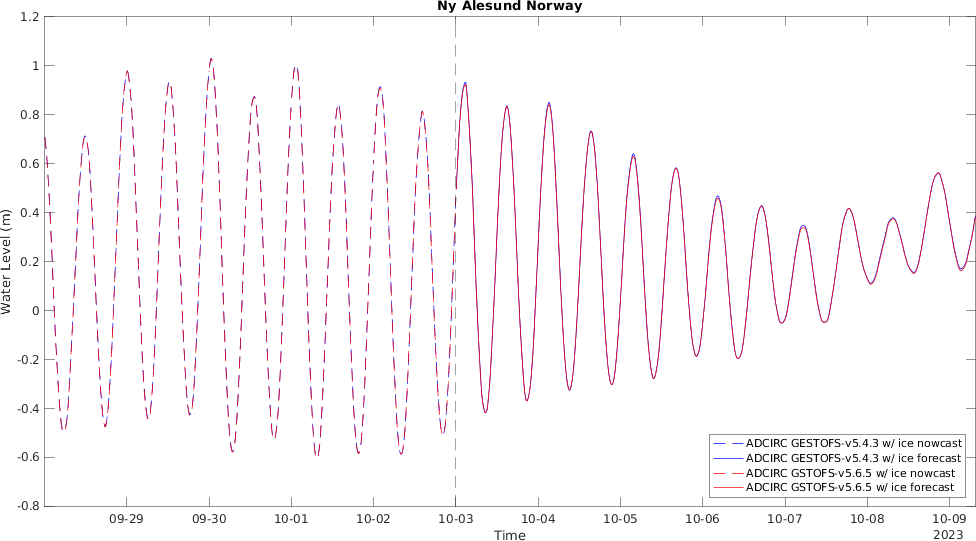 Ny Alesund Norway
1.2
1
0.8
0.6
0.4
0.2
0
-0.2
-0.4
-0.6
-0.8
Water Level (m)
ADCIRC GESTOFS-v5.4.3 w/ ice nowcast
ADCIRC GESTOFS-v5.4.3 w/ ice forecast
ADCIRC GSTOFS-v5.6.5 w/ ice nowcast
ADCIRC GSTOFS-v5.6.5 w/ ice forecast
09-29 09-30 10-01 10-02 10-03 10-04 10-05 10-06 10-07 10-08 10-09
2023
Time